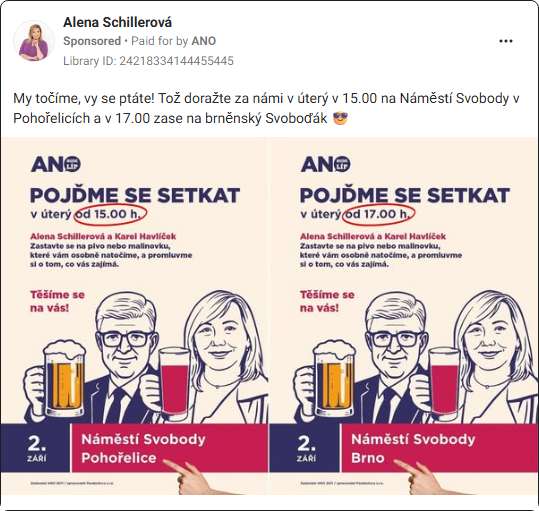 Alena Schillerová
Sponsored • Paid for by ANO
Library ID: 24218334144455445
My točíme, vy se ptáte! Tož doražte za námi v úterý v 15.00 na Náměstí Svobody v
Pohořelicích a v 17.00 zase na brněnský Svoboďák 😎
ANO
BUDE
LÍP
POJĎME SE SETKAT
v úterý od 15.00 h.
Alena Schillerová a Karel Havlíček
Zastavte se na pivo nebo malinovku,
které vám osobně natočíme, a promluvme
si o tom, co vás zajímá.
Těšíme se
na vás!
2.
ZÁŘÍ
Náměstí Svobody
Pohořelice
ANO
BUDE
LÍP
POJĎME SE SETKAT
v úterý od 17.00 h.
Alena Schillerová a Karel Havlíček
Zastavte se na pivo nebo malinovku,
které vám osobně natočíme, a promluvme
si o tom, co vás zajímá.
Těšíme se
na vás!
2.
ZÁŘÍ
Náměstí Svobody
Brno